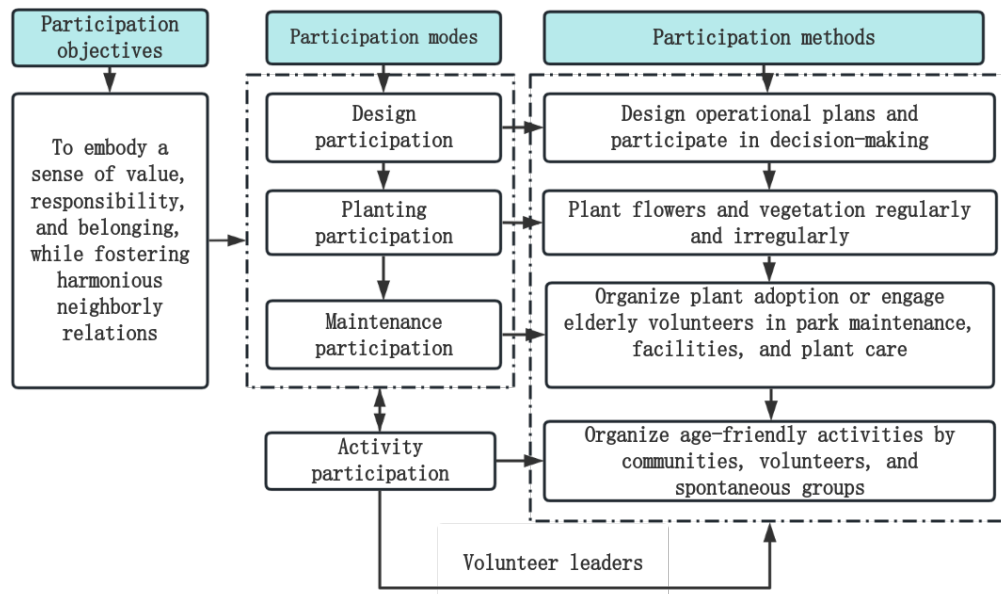 Participation
objectives
To embody a
sense of value,
responsibility,
and belonging,
while fostering
harmonious
neighborly
relations
Participation modes
Design
participation
Planting
participation
Maintenance
participation
Activity
participation
Participation methods
Design operational plans and
participate in decision-making
Plant flowers and vegetation regularly
and irregularly
Organize plant adoption or engage
elderly volunteers in park maintenance,
facilities, and plant care
Organize age-friendly activities by
communities, volunteers, and
spontaneous groups
Volunteer leaders